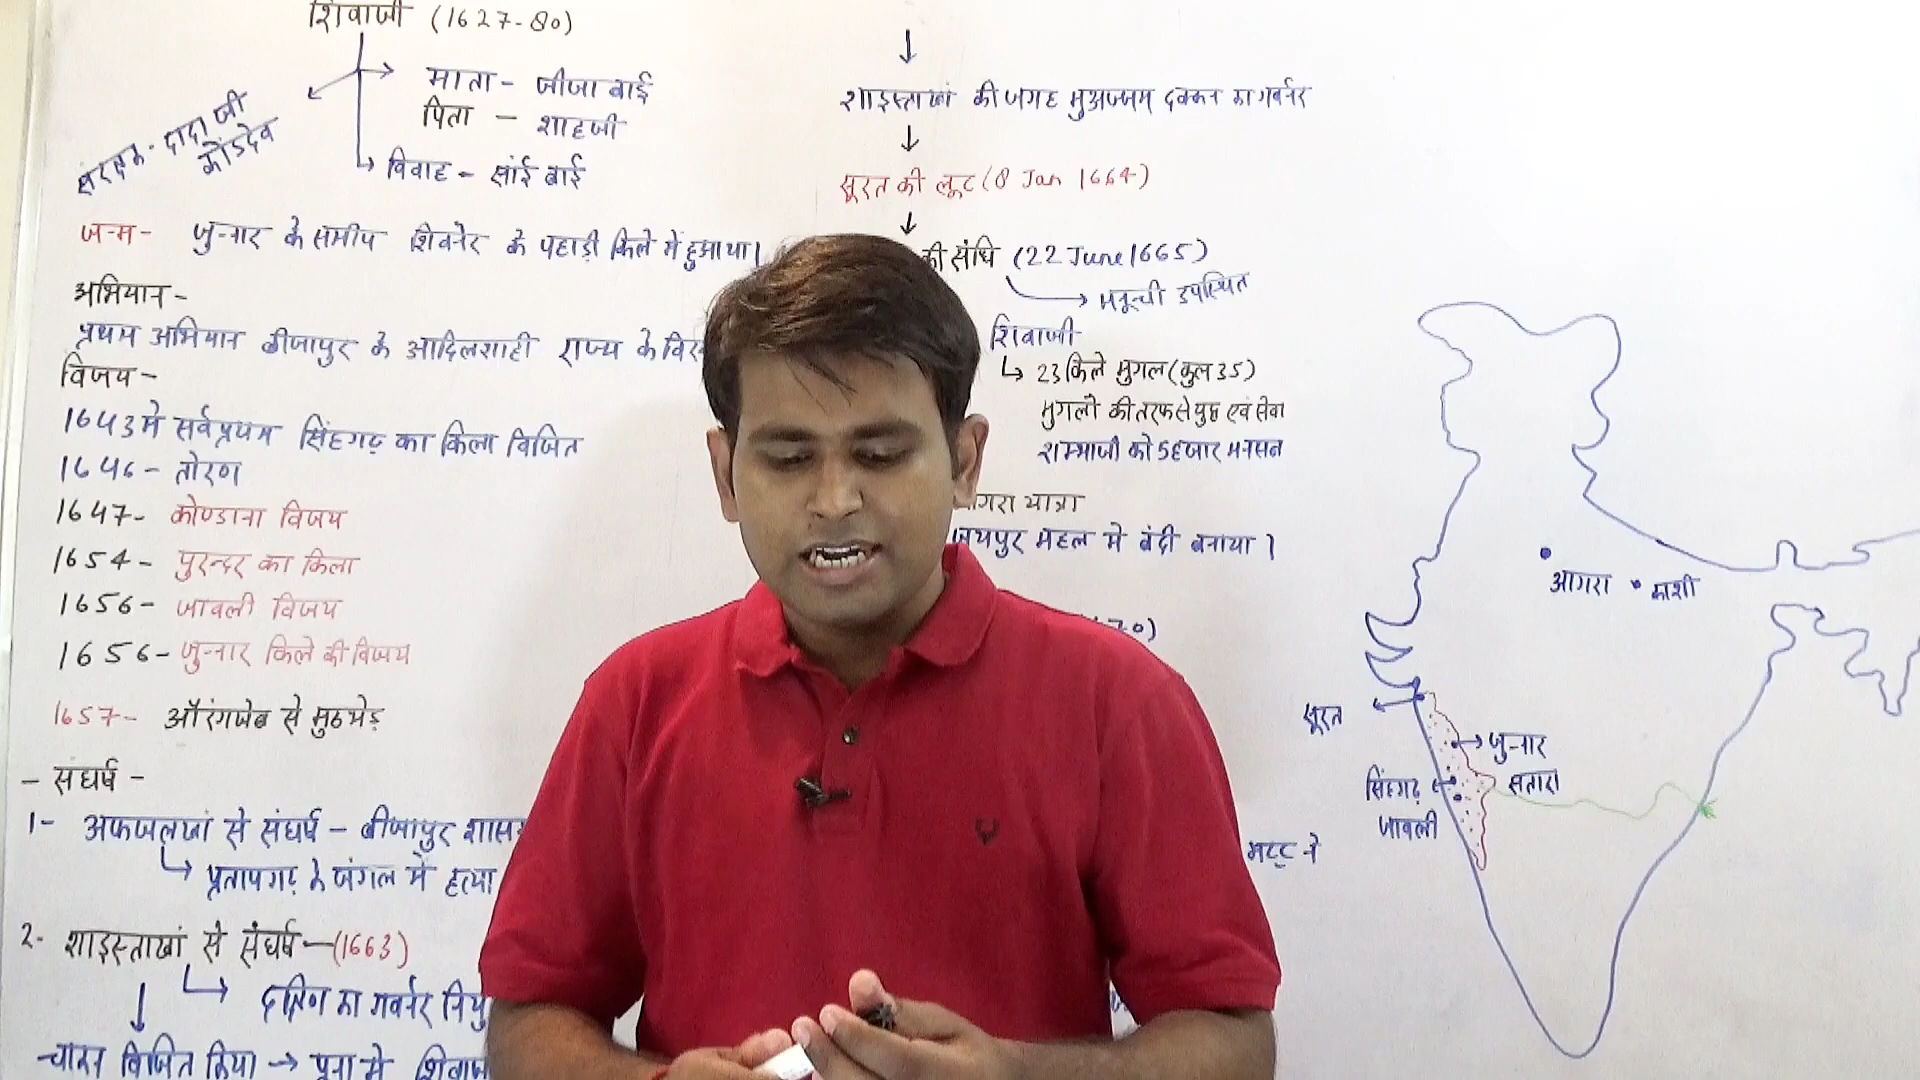 शिवाजी (1627-80)
माता - जीजा बाई
पिता - शाहजी
संरक्षक - दादा जी
कोंडदेव
विवाह - सांई बाई
जन्म - जुन्नार के समीप शिवनेर के पहाड़ी किले में हुआ था।
अभियान -
प्रथम अभियान बीजापुर के आदिलशाही राज्य के
विजय -
1643 मे सर्वप्रथम सिंहगढ़ का किला विजित
1646 - तोरण
1647 - कोण्डाना विजय
1654 - पुरन्दर का किला
1656 - जावली विजय
1656 - जुन्नार किले की विजय
1657 - औरंगजेब से मुठभेड़
- संघर्ष -
1- अफजलखां से संघर्ष - बीजापुर
प्रतापगढ़ के जंगल में हत्या
2- शाइस्ताखां से संघर्ष - (1663)
दक्षिण का गवर्नर
चाकन विजित किया → पूना मे
शाइस्ताखां की जगह मुअज्जम दक्कन का गवर्नर
सूरत की लूट (8 Jan 1664)
की संधि (22 June 1665)
मनूची उपस्थित
शिवाजी
23 किले मुगल (कुल 35)
मुगलों की तरफ से युद्ध एवं सेवा
शम्भाजी को 5 हजार मनसब
यात्रा
जयपुर महल मे बंदी बनाया।
भट्ट ने
आगरा
काशी
सूरत
जुन्नार
सिंहगढ़
सतारा
जावली